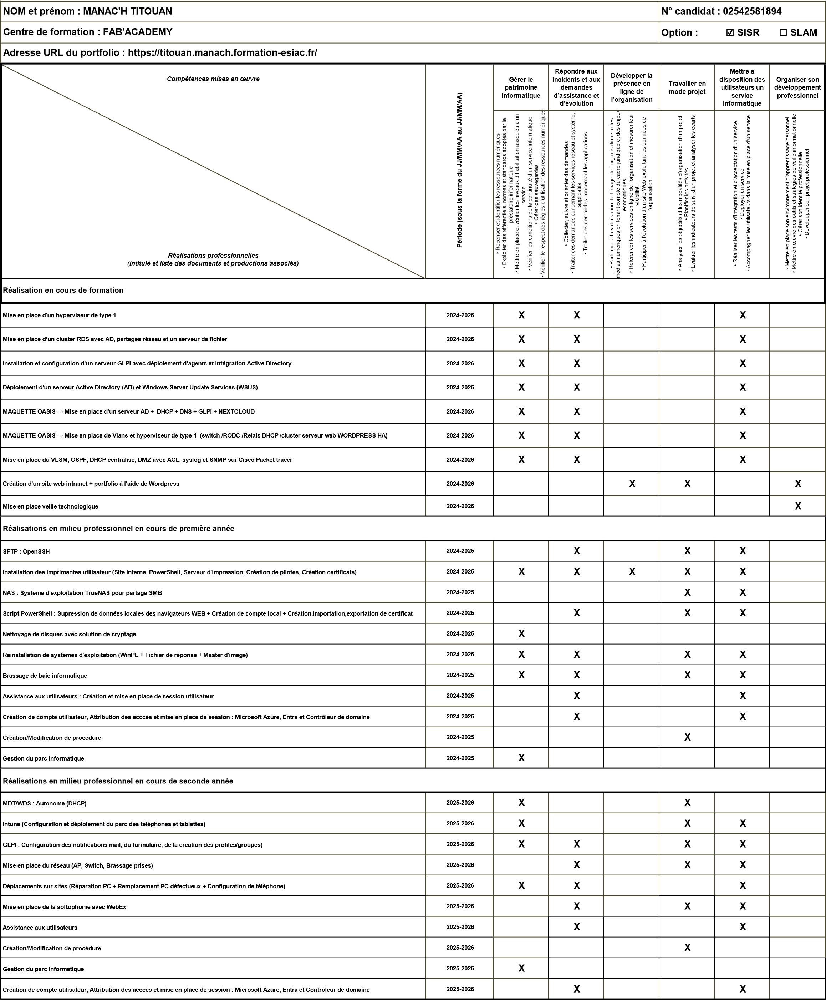 NOM et prénom : MANAC'H TITOUAN
N° candidat : 02542581894
Centre de formation : FAB'ACADEMY
Option : ☑ SISR ☐ SLAM
Adresse URL du portfolio : https://titouan.manach.formation-esiac.fr/
Compétences mises en œuvre
Réalisations professionnelles
(intitulé et liste des documents et productions associés)
Période (sous la forme du JJ/MM/AA au JJ/MM/AA)
Gérer le
patrimoine
informatique
Répondre aux
incidents et aux
demandes
d'assistance et
d'évolution
Développer la
présence en
ligne de
l'organisation
Travailler en
mode projet
Mettre à
disposition des
utilisateurs un
service
informatique
Organiser son
développement
professionnel
‣ Recenser et identifier les ressources numériques
‣ Exploiter des référentiels, normes et standards adoptés par le
prestataire informatique
‣ Mettre en place et vérifier les niveaux d'habilitation associés à un
service
‣ Vérifier les conditions de la continuité d'un service informatique
‣ Gérer des sauvegardes
‣ Vérifier le respect des règles d'utilisation des ressources numériques
‣ Collecter, suivre et orienter des demandes
‣ Traiter des demandes concernant les services réseau et système,
applicatifs
‣ Traiter des demandes concernant les applications
‣ Participer à la valorisation de l'image de l'organisation sur les
médias numériques en tenant compte du cadre juridique et des enjeux
économiques
‣ Référencer les services en ligne de l'organisation et mesurer leur
visibilité.
‣ Participer à l'évolution d'un site Web exploitant les données de
l'organisation.
‣ Analyser les objectifs et les modalités d'organisation d'un projet
‣ Planifier les activités
‣ Évaluer les indicateurs de suivi d'un projet et analyser les écarts
‣ Réaliser les tests d'intégration et d'acceptation d'un service
‣ Déployer un service
‣ Accompagner les utilisateurs dans la mise en place d'un service
‣ Mettre en place son environnement d'apprentissage personnel
‣ Mettre en œuvre des outils et stratégies de veille informationnelle
‣ Gérer son identité professionnelle
‣ Développer son projet professionnel
Réalisation en cours de formation
Mise en place d'un hyperviseur de type 1 2024-2026 X X X
Mise en place d'un cluster RDS avec AD, partages réseau et un serveur de fichier 2024-2026 X X X
Installation et configuration d'un serveur GLPI avec déploiement d'agents et intégration Active Directory 2024-2026 X X X
Déploiement d'un serveur Active Directory (AD) et Windows Server Update Services (WSUS) 2024-2026 X X X
MAQUETTE OASIS → Mise en place d'un serveur AD + DHCP + DNS + GLPI + NEXTCLOUD 2024-2026 X X X
MAQUETTE OASIS → Mise en place de Vlans et hyperviseur de type 1 (switch /RODC /Relais DHCP /cluster serveur web WORDPRESS HA) 2024-2026 X X X
Mise en place du VLSM, OSPF, DHCP centralisé, DMZ avec ACL, syslog et SNMP sur Cisco Packet tracer 2024-2026 X X X
Création d'un site web intranet + portfolio à l'aide de Wordpress 2024-2026 X X X
Mise en place veille technologique 2024-2026 X
Réalisations en milieu professionnel en cours de première année
SFTP : OpenSSH 2024-2025 X X X
Installation des imprimantes utilisateur (Site interne, PowerShell, Serveur d'impression, Création de pilotes, Création certificats) 2024-2025 X X X X X
NAS : Système d'exploitation TrueNAS pour partage SMB 2024-2025 X X
Script PowerShell : Supression de données locales des navigateurs WEB + Création de compte local + Création,Importation,exportation de certificat 2024-2025 X X X
Nettoyage de disques avec solution de cryptage 2024-2025 X
Réinstallation de systèmes d'exploitation (WinPE + Fichier de réponse + Master d'image) 2024-2025 X X X X
Brassage de baie informatique 2024-2025 X X X X
Assistance aux utilisateurs : Création et mise en place de session utilisateur 2024-2025 X X
Création de compte utilisateur, Attribution des acccès et mise en place de session : Microsoft Azure, Entra et Contrôleur de domaine 2024-2025 X X
Création/Modification de procédure 2024-2025 X
Gestion du parc Informatique 2024-2025 X
Réalisations en milieu professionnel en cours de seconde année
MDT/WDS : Autonome (DHCP) 2025-2026 X X
Intune (Configuration et déploiement du parc des téléphones et tablettes) 2025-2026 X X X
GLPI : Configuration des notifications mail, du formulaire, de la création des profiles/groupes) 2025-2026 X X X X
Mise en place du réseau (AP, Switch, Brassage prises) 2025-2026 X X X
Déplacements sur sites (Réparation PC + Remplacement PC défectueux + Configuration de téléphone) 2025-2026 X X X
Mise en place de la softophonie avec WebEx 2025-2026 X X X
Assistance aux utilisateurs 2025-2026 X X
Création/Modification de procédure 2025-2026 X
Gestion du parc Informatique 2025-2026 X
Création de compte utilisateur, Attribution des acccès et mise en place de session : Microsoft Azure, Entra et Contrôleur de domaine 2025-2026 X X